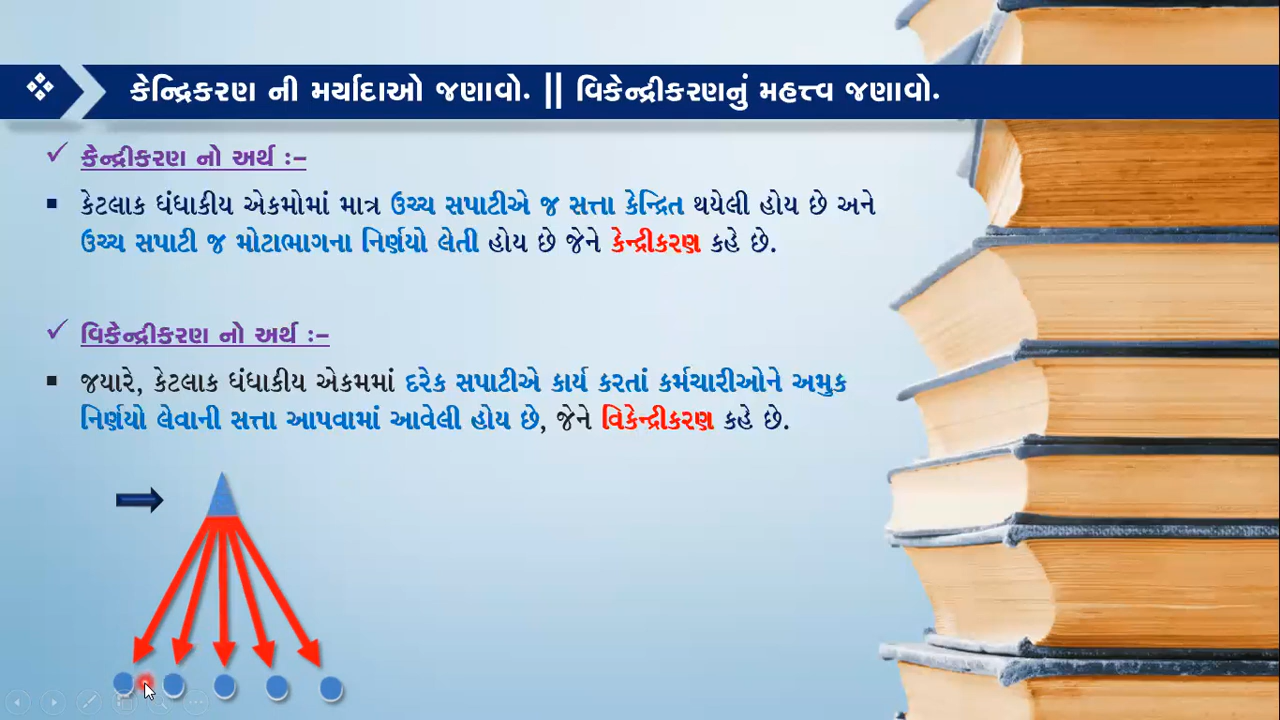 કેન્દ્રિકરણ ની મર્યાદાઓ જણાવો. || વિકેન્દ્રીકરણનું મહત્ત્વ જણાવો.
કેન્દ્રીકરણ નો અર્થ :–
કેટલાક ધંધાકીય એકમોમાં માત્ર ઉચ્ચ સપાટીએ જ સત્તા કેન્દ્રિત થયેલી હોય છે અને
ઉચ્ચ સપાટી જ મોટાભાગના નિર્ણયો લેતી હોય છે જેને કેન્દ્રીકરણ કહે છે.
વિકેન્દ્રીકરણ નો અર્થ :–
જયારે, કેટલાક ધંધાકીય એકમમાં દરેક સપાટીએ કાર્ય કરતાં કર્મચારીઓને અમુક
નિર્ણયો લેવાની સત્તા આપવામાં આવેલી હોય છે, જેને વિકેન્દ્રીકરણ કહે છે.